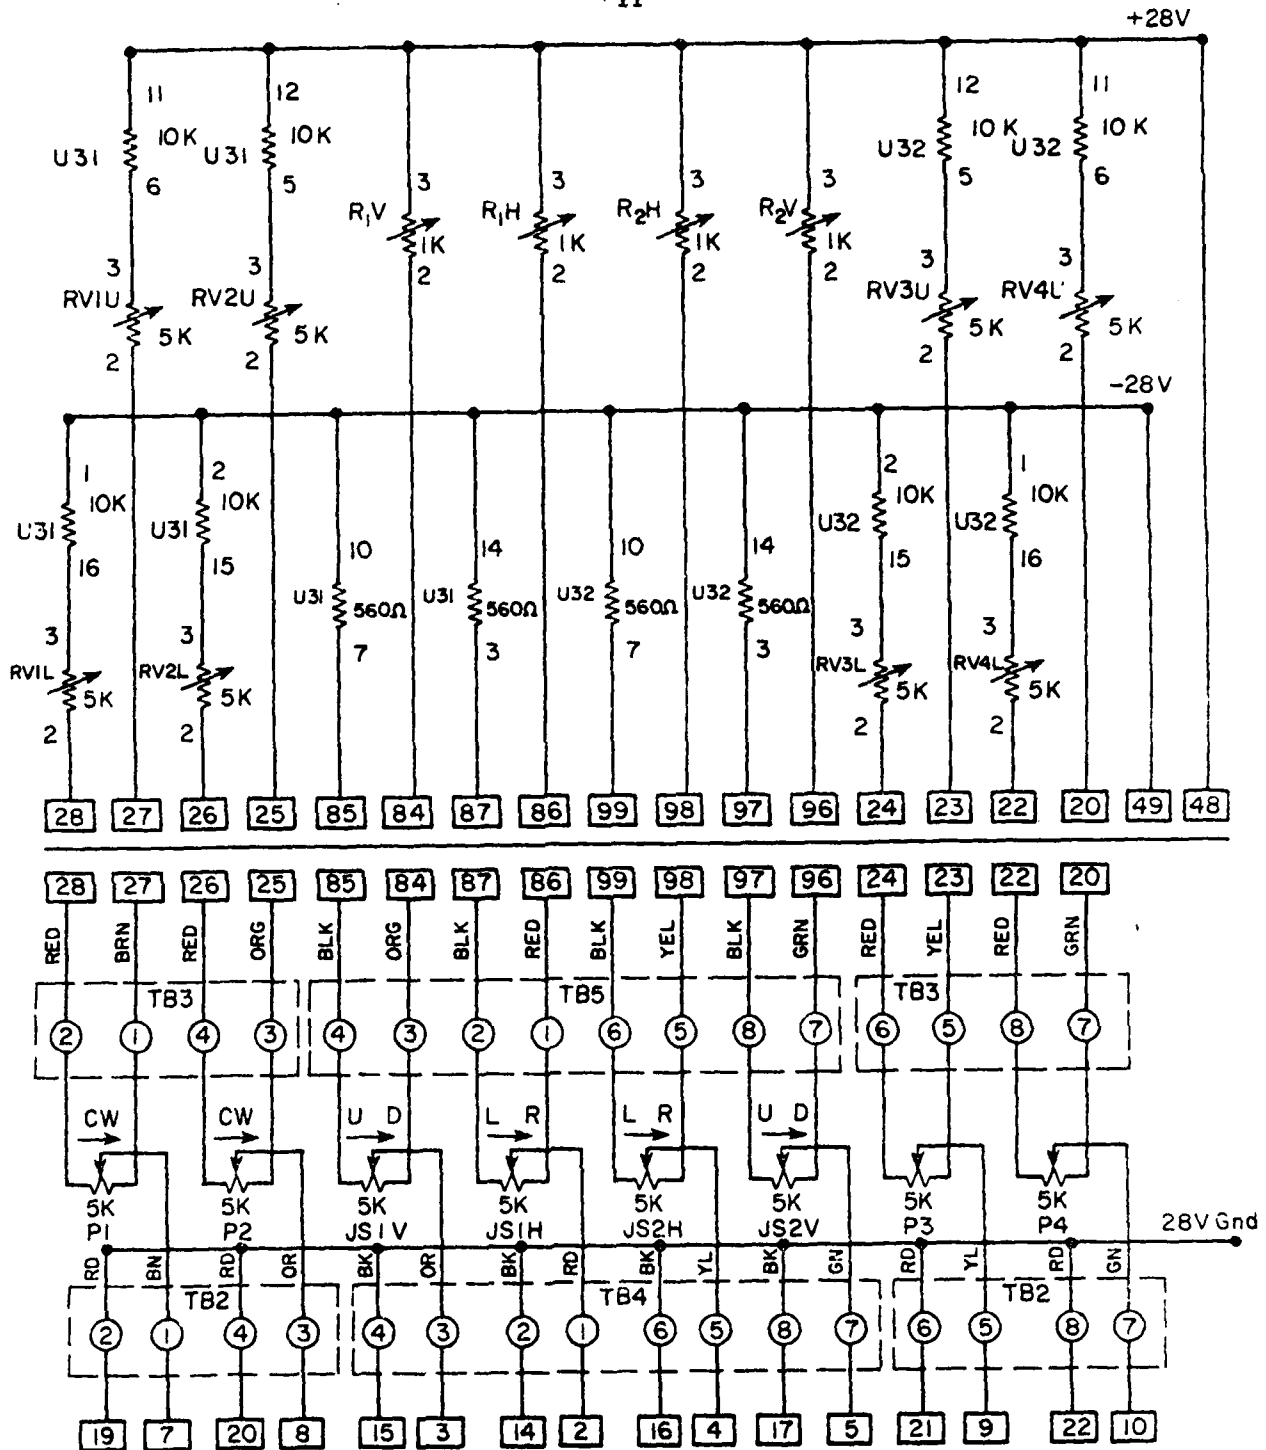 +28V
11 12 12 11
10K 10K 10K 10K
U31 U31 U32 U32
6 5 5 6
3 3 3 3
R₁V R₁H R₂H R₂V
1K 1K 1K 1K
2 2 2 2
3 3 3 3
RV1U RV2U RV3U
5K 5K 5K 5K
2 2 2 2
-28V
1 2 2 1
10K 10K 10K 10K
U31 U31 U32 U32
16 15 15 16
10 14 10 14
U31 U31 U32 U32
560Ω 560Ω 560Ω 560Ω
7 3 7 3
3 3 3 3
RV1L RV2L RV3L RV4L
5K 5K 5K 5K
2 2 2 2
28 27 26 25 85 84 87 86 99 98 97 96 24 23 22 20 49 48
28 27 26 25 85 84 87 86 99 98 97 96 24 23 22 20
RED BRN RED ORG BLK ORG BLK RED BLK YEL BLK GRN RED YEL RED GRN
TB3 TB5 TB3
2 1 4 3 4 3 2 1 6 5 8 7 6 5 8 7
CW CW U D L R L R U D
5K 5K 5K 5K 5K 5K 5K 5K
P1 P2 JS1V JS1H JS2H JS2V P3 P4
28V Gnd
RD BN RD OR BK OR BK RD BK YL BK GN RD YL RD GN
TB2 TB4 TB2
2 1 4 3 4 3 2 1 6 5 8 7 6 5 8 7
19 7 20 8 15 3 14 2 16 4 17 5 21 9 22 10